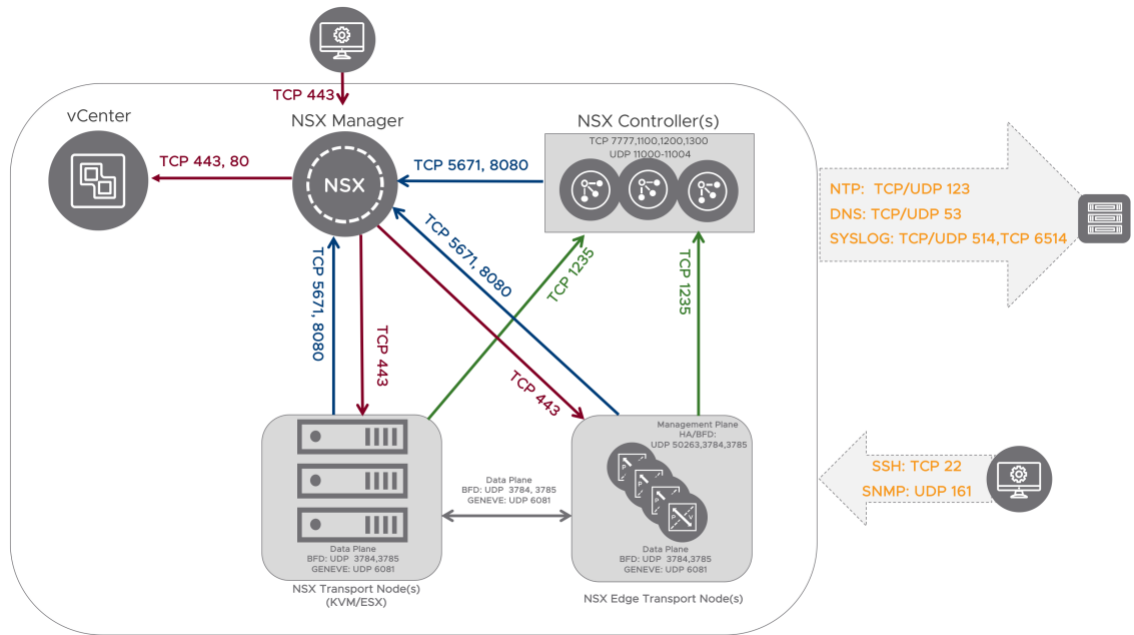 TCP 443
vCenter
NSX Manager
NSX Controller(s)
TCP 7777,1100,1200,1300
UDP 11000-11004
TCP 443, 80
NSX
TCP 5671, 8080
NTP:  TCP/UDP 123
DNS: TCP/UDP 53
SYSLOG: TCP/UDP 514,TCP 6514
TCP 5671, 8080
TCP 443
TCP 5671, 8080
TCP 443
TCP 1235
TCP 1235
Management Plane
HA/BFD:
UDP 50263,3784,3785
Data Plane
BFD: UDP  3784, 3785
GENEVE: UDP 6081
SSH: TCP 22
SNMP: UDP 161
Data Plane
BFD: UDP  3784,3785
GENEVE: UDP 6081
Data Plane
BFD: UDP  3784,3785
GENEVE: UDP 6081
NSX Transport Node(s)
(KVM/ESX)
NSX Edge Transport Node(s)